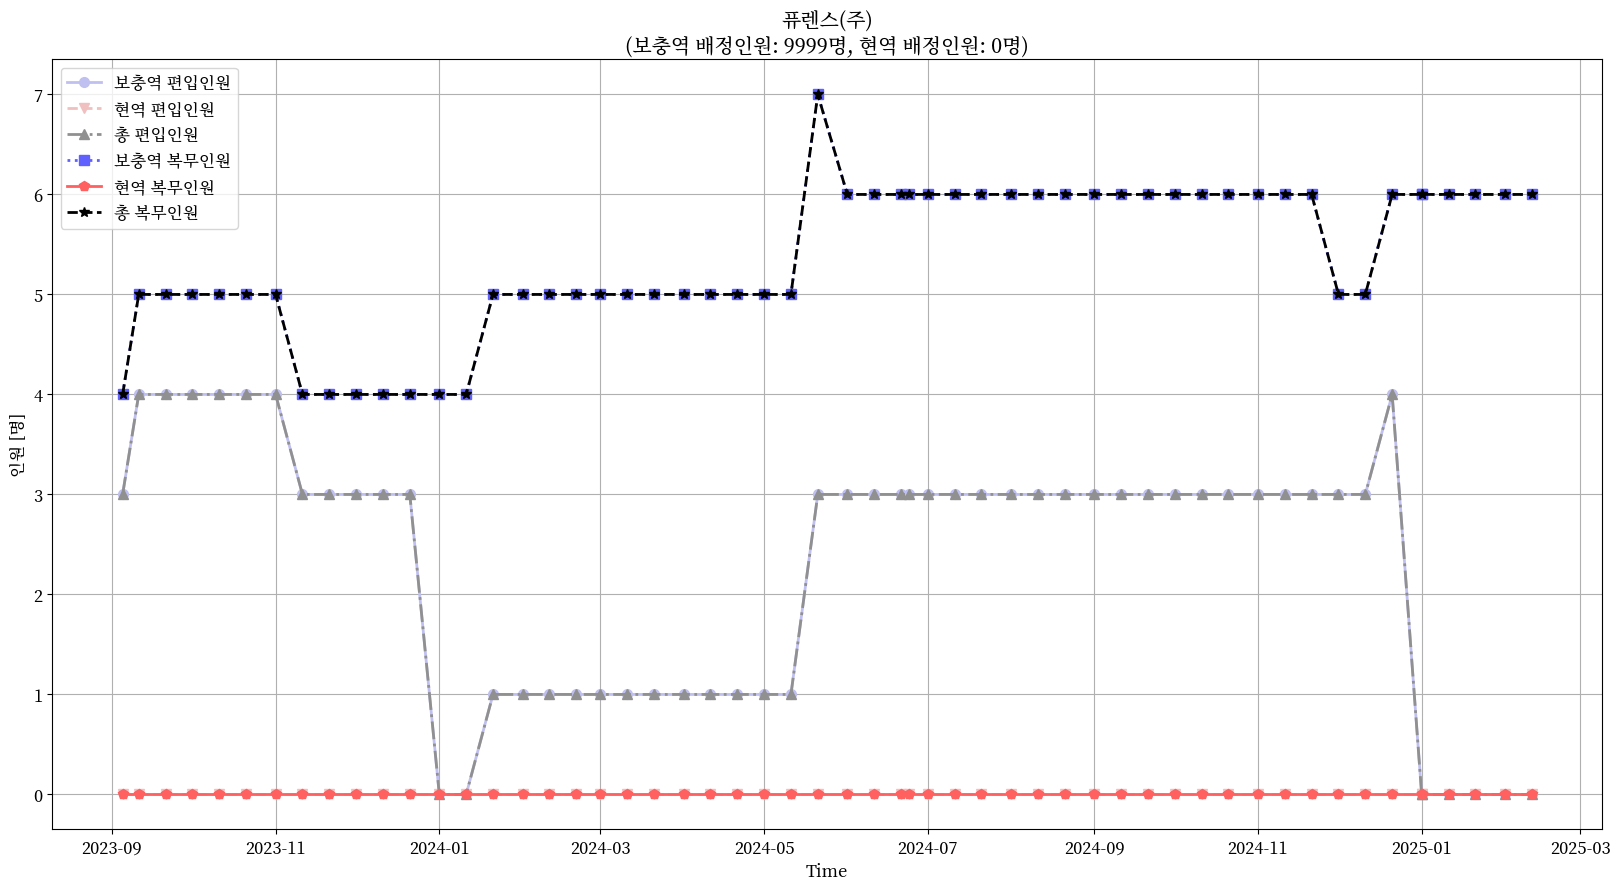 퓨렌스(주)
(보충역 배정인원: 9999명, 현역 배정인원: 0명)
보충역 편입인원
현역 편입인원
총 편입인원
보충역 복무인원
현역 복무인원
총 복무인원
인원 [명]
7
6
5
4
3
2
1
0
2023-09
2023-11
2024-01
2024-03
2024-05
2024-07
2024-09
2024-11
2025-01
2025-03
Time